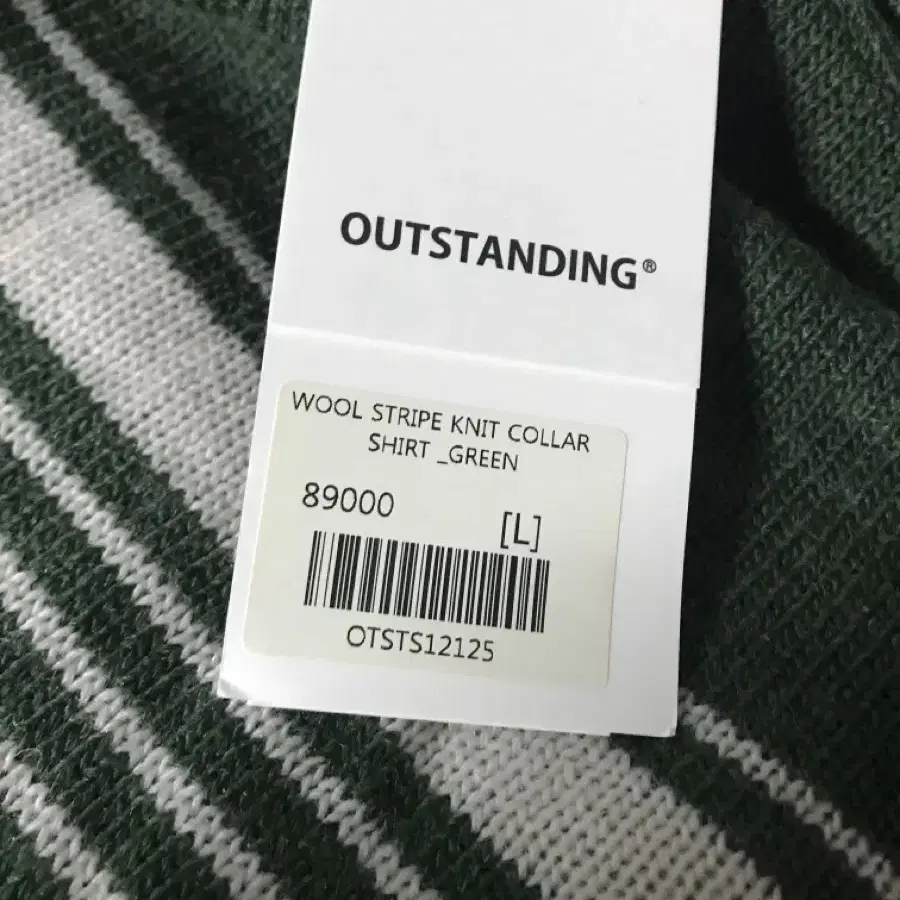 OUTSTANDING®
WOOL STRIPE KNIT COLLAR
SHIRT _GREEN
89000
[L]
OTSTS12125